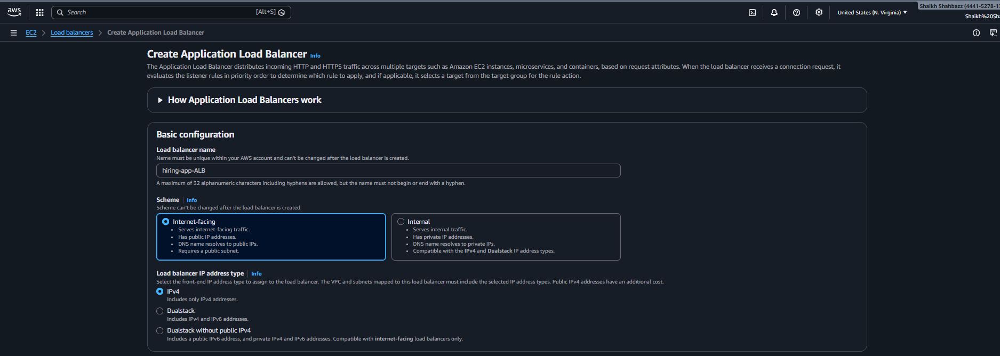 aws
Search [Alt+S]
United States (N. Virginia)
Shaikh Shahbazz (4441-5278-13
Shaikh%20Sha
EC2 > Load balancers > Create Application Load Balancer
Create Application Load Balancer Info
The Application Load Balancer distributes incoming HTTP and HTTPS traffic across multiple targets such as Amazon EC2 instances, microservices, and containers, based on request attributes. When the load balancer receives a connection request, it
evaluates the listener rules in priority order to determine which rule to apply, and if applicable, it selects a target from the target group for the rule action.
How Application Load Balancers work
Basic configuration
Load balancer name
Name must be unique within your AWS account and can't be changed after the load balancer is created.
hiring-app-ALB
A maximum of 32 alphanumeric characters including hyphens are allowed, but the name must not begin or end with a hyphen.
Scheme | Info
Scheme can't be changed after the load balancer is created.
Internet-facing
• Serves internet-facing traffic.
• Has public IP addresses.
• DNS name resolves to public IPs.
• Requires a public subnet.
Internal
• Serves internal traffic.
• Has private IP addresses.
• DNS name resolves to private IPs.
• Compatible with the IPv4 and Dualstack IP address types.
Load balancer IP address type | Info
Select the front-end IP address type to assign to the load balancer. The VPC and subnets mapped to this load balancer must include the selected IP address types. Public IPv4 addresses have an additional cost.
IPv4
Includes only IPv4 addresses.
Dualstack
Includes IPv4 and IPv6 addresses.
Dualstack without public IPv4
Includes a public IPv6 address, and private IPv4 and IPv6 addresses. Compatible with internet-facing load balancers only.